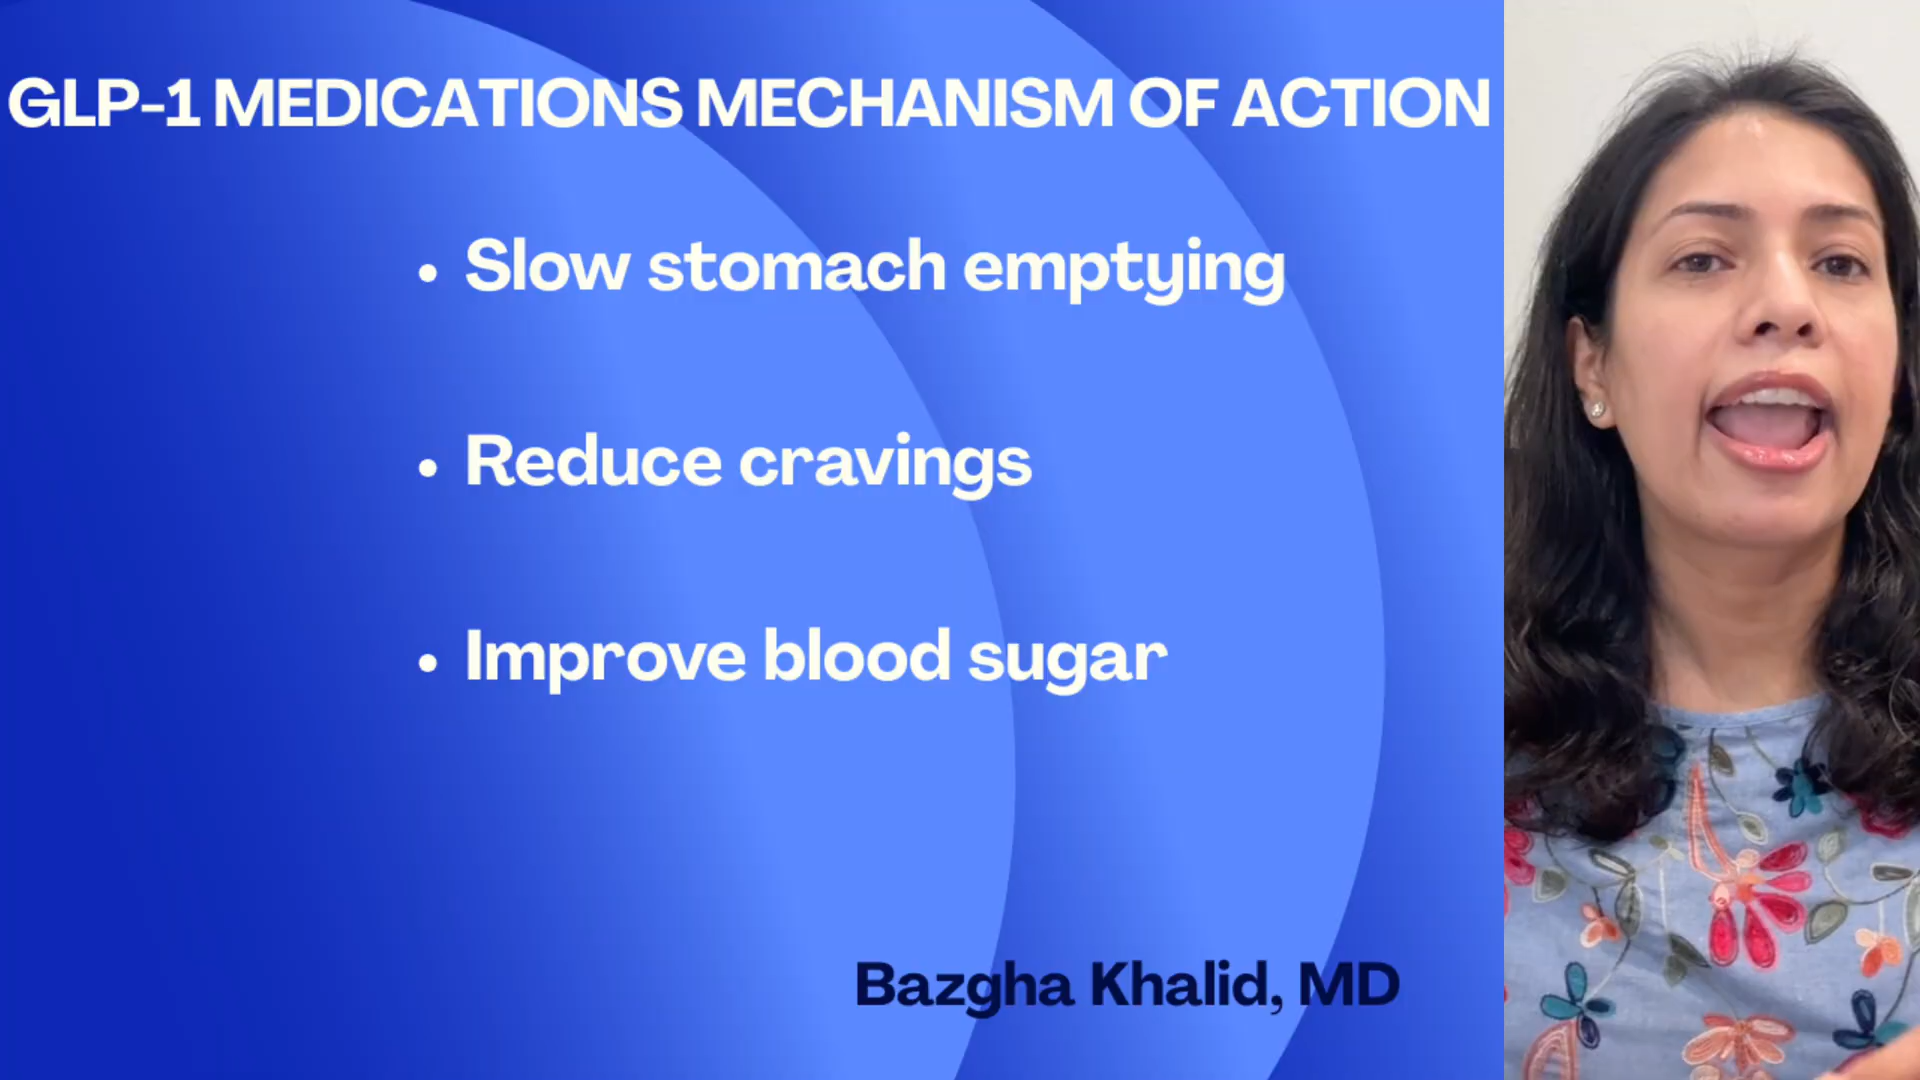 GLP-1 MEDICATIONS MECHANISM OF ACTION
• Slow stomach emptying
• Reduce cravings
• Improve blood sugar
Bazgha Khalid, MD